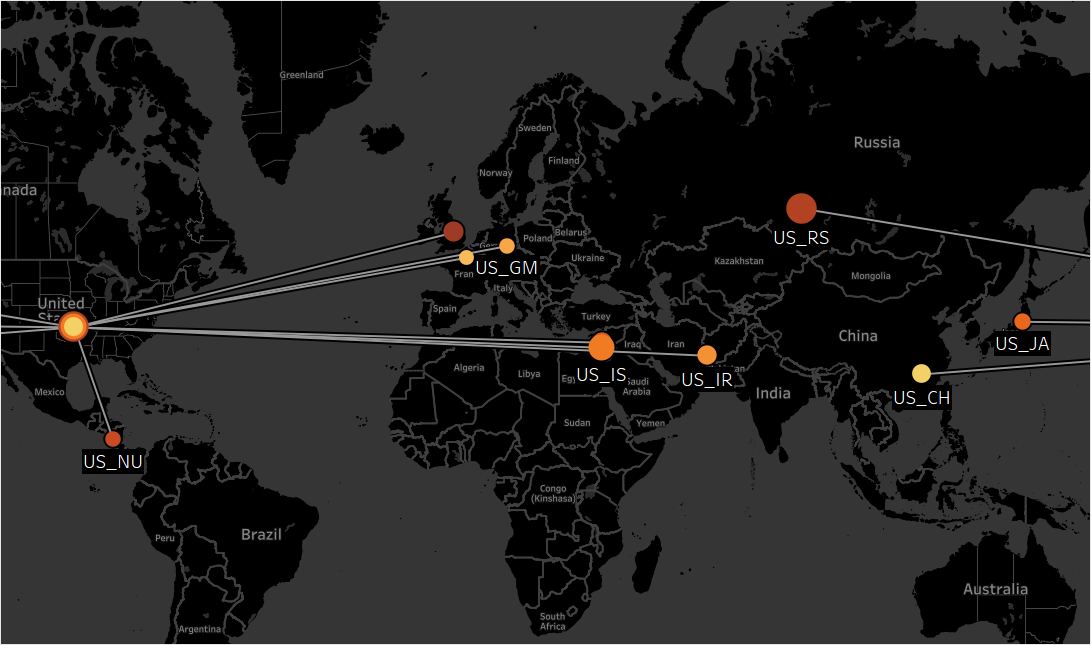 Greenland
Russia
Sweden
Finland
Norway
nada
Poland
Belarus
US_RS
Ukraine
US_GM
Kazakhstan
Fran
Mongolia
Italy
United
Spain
Turkey
China
Iraq
Iran
US_JA
Algeria
Libya
US_IS
US_IR
Saudi
Arabia
Mexico
India
US_CH
Sudan
Yemen
US_NU
Congo
(Kinshasa)
Brazil
Peru
Australia
South
Africa
Argentina